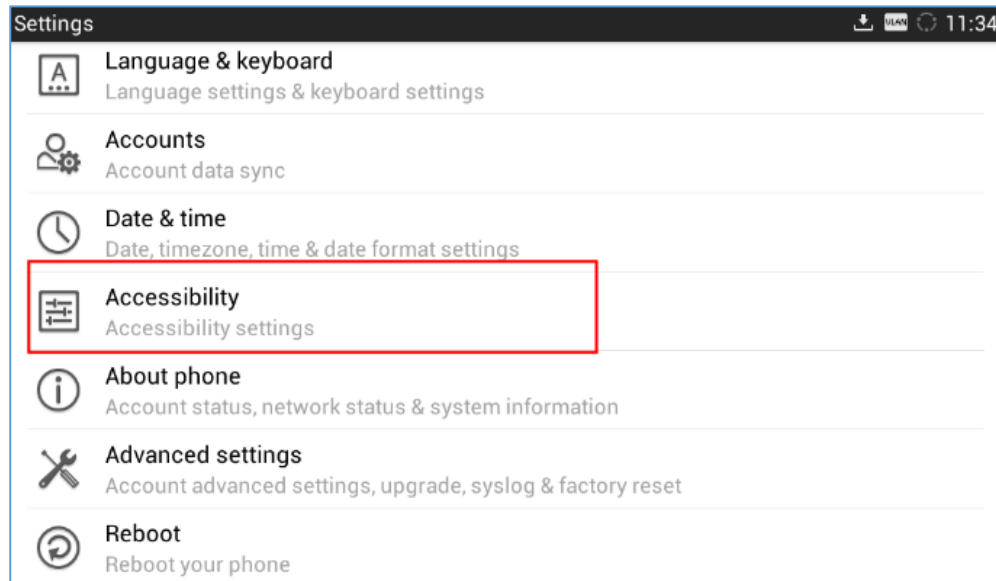 Settings
VLAN
11:34
Language & keyboard
Language settings & keyboard settings
Accounts
Account data sync
Date & time
Date, timezone, time & date format settings
Accessibility
Accessibility settings
About phone
Account status, network status & system information
Advanced settings
Account advanced settings, upgrade, syslog & factory reset
Reboot
Reboot your phone